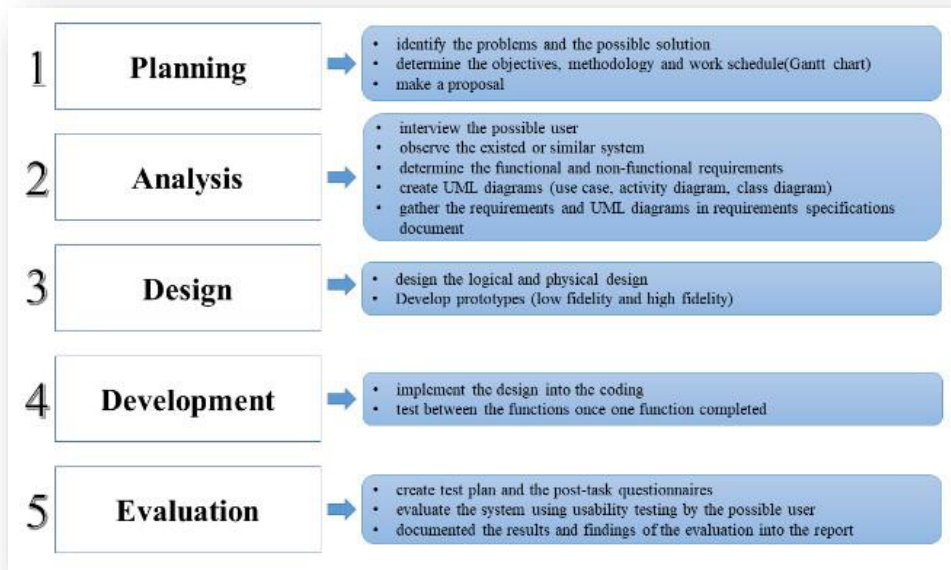 1
Planning
• identify the problems and the possible solution
• determine the objectives, methodology and work schedule(Gantt chart)
• make a proposal
2
Analysis
• interview the possible user
• observe the existed or similar system
• determine the functional and non-functional requirements
• create UML diagrams (use case, activity diagram, class diagram)
• gather the requirements and UML diagrams in requirements specifications
document
3
Design
• design the logical and physical design
• Develop prototypes (low fidelity and high fidelity)
4
Development
• implement the design into the coding
• test between the functions once one function completed
5
Evaluation
• create test plan and the post-task questionnaires
• evaluate the system using usability testing by the possible user
• documented the results and findings of the evaluation into the report